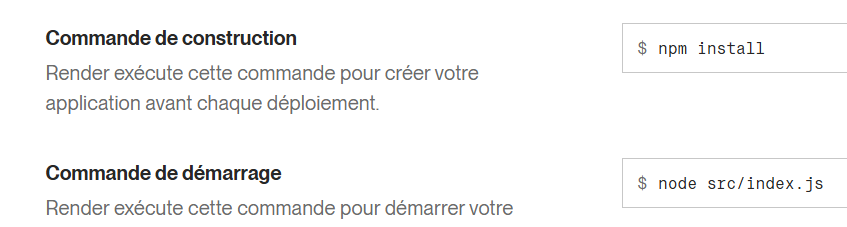 Commande de construction
$ npm install
Render exécute cette commande pour créer votre
application avant chaque déploiement.
Commande de démarrage
$ node src/index.js
Render exécute cette commande pour démarrer votre